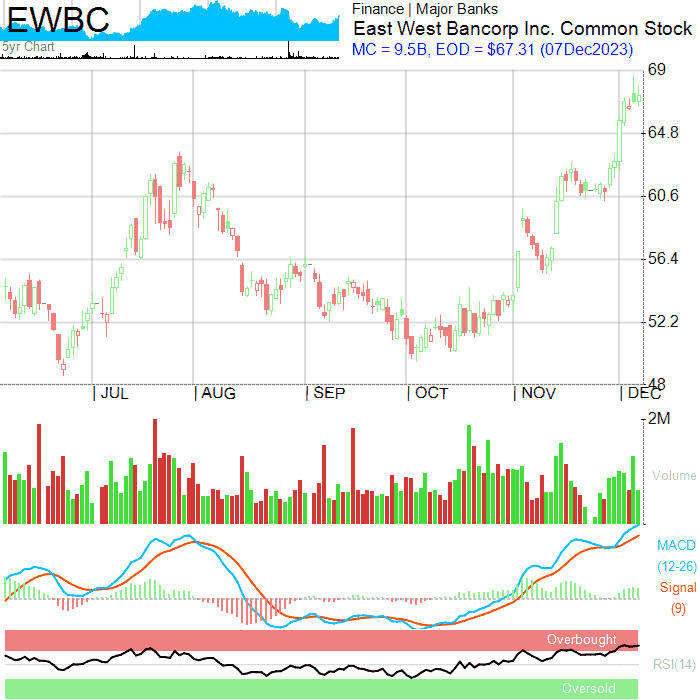 EWBC
5yr Chart
Finance | Major Banks
East West Bancorp Inc. Common Stock
MC = 9.5B, EOD = $67.31 (07Dec2023)
69
64.8
60.6
56.4
52.2
48
| JUL | AUG | SEP | OCT | NOV | DEC
2M
Volume
MACD
(12-26)
Signal
(9)
Overbought
RSI(14)
Oversold